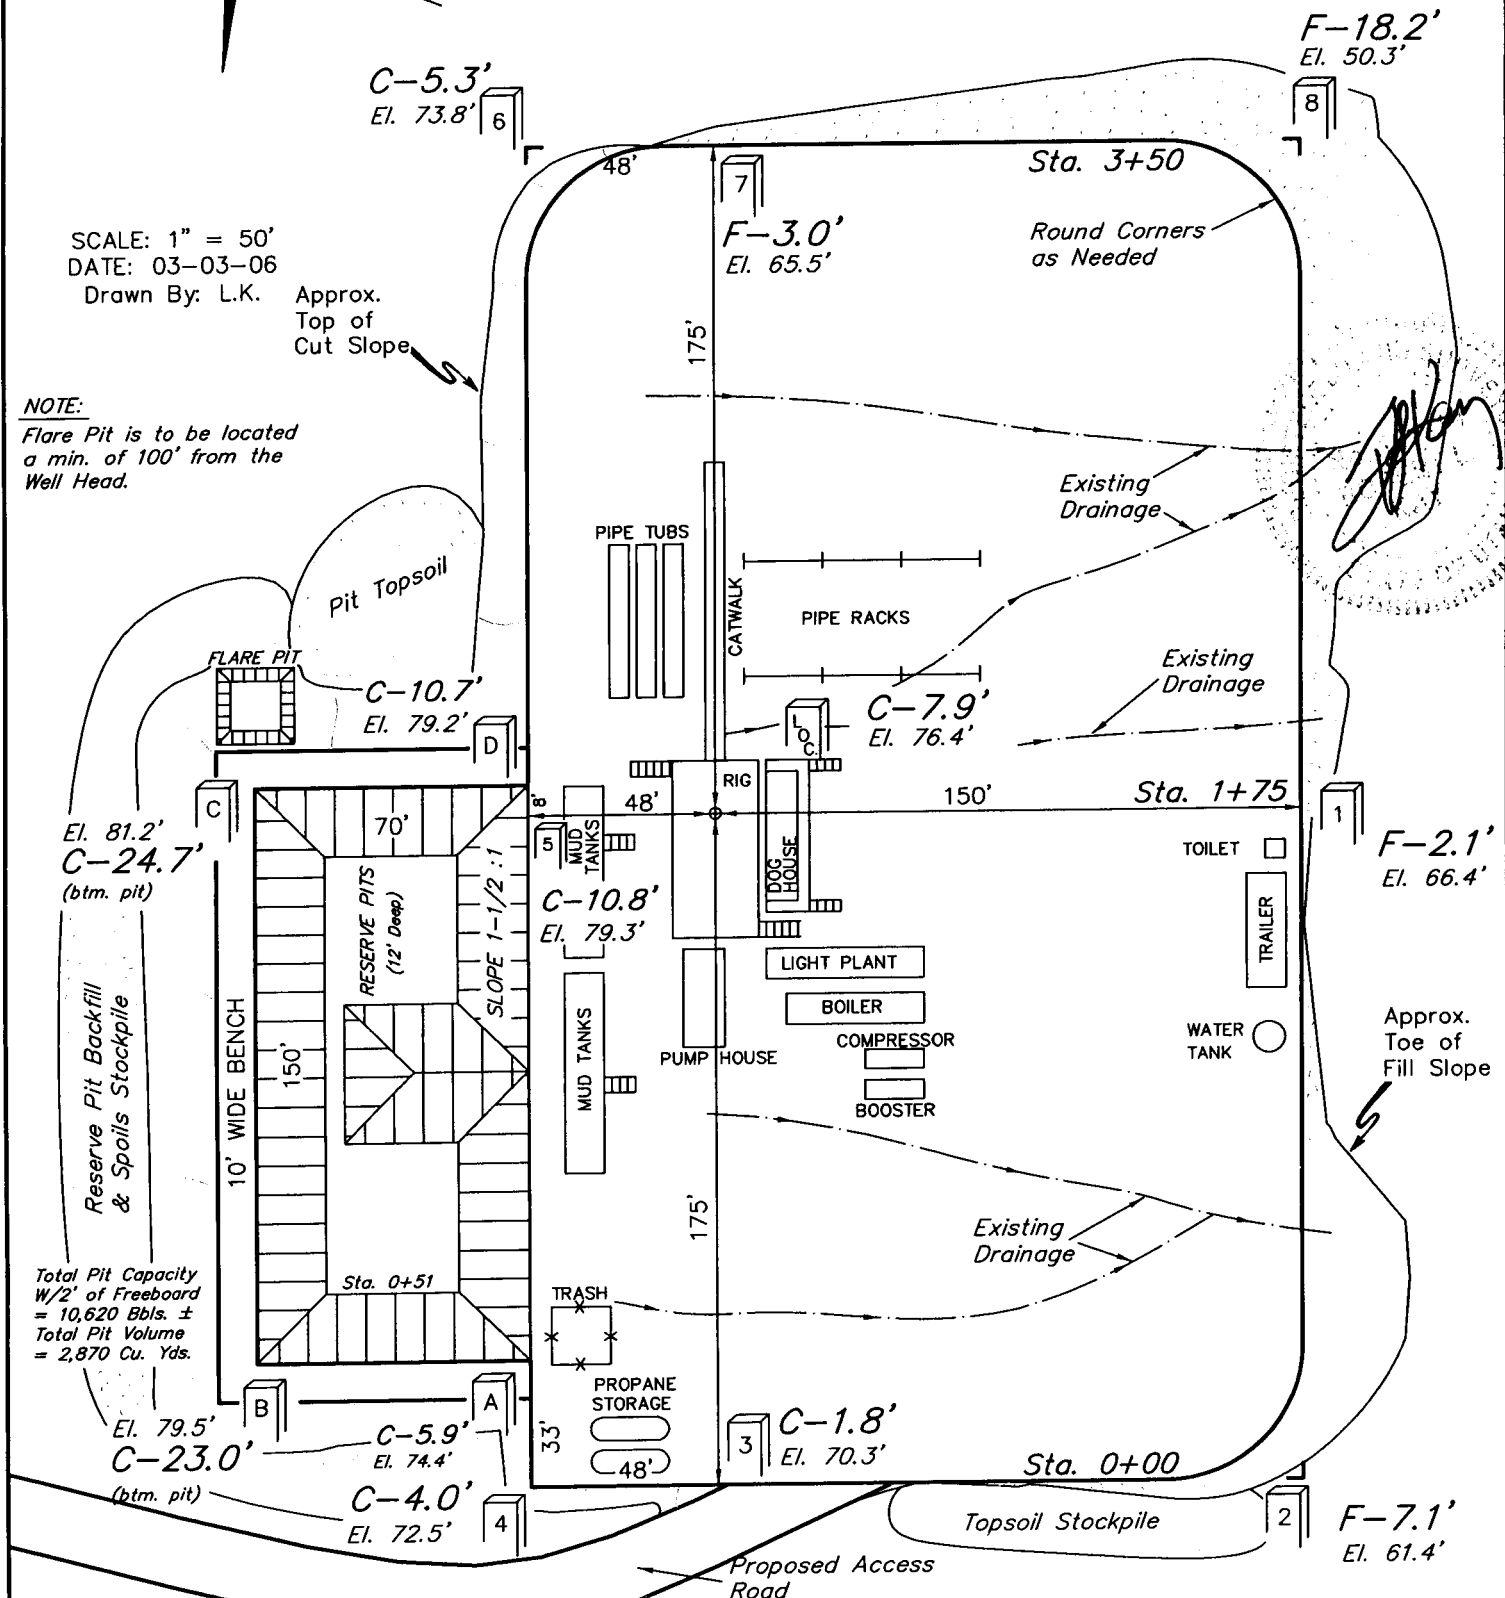 F-18.2'
El. 50.3'
8
C-5.3'
El. 73.8'
6
48'
7
Sta. 3+50
F-3.0'
El. 65.5'
Round Corners
as Needed
SCALE: 1" = 50'
DATE: 03-03-06
Drawn By: L.K.
Approx.
Top of
Cut Slope
175'
NOTE:
Flare Pit is to be located
a min. of 100' from the
Well Head.
Existing
Drainage
PIPE TUBS
Pit Topsoil
CATWALK
PIPE RACKS
FLARE PIT
Existing
Drainage
C-10.7'
El. 79.2'
D
LOC.
C-7.9'
El. 76.4'
C
RIG
70'
8'
48'
150'
Sta. 1+75
1
El. 81.2'
C-24.7'
(btm. pit)
5
MUD
TANKS
DOG
HOUSE
TOILET
F-2.1'
El. 66.4'
RESERVE PITS
(12' Deep)
SLOPE 1-1/2 :1
C-10.8'
El. 79.3'
TRAILER
LIGHT PLANT
BOILER
Reserve Pit Backfill
& Spoils Stockpile
10' WIDE BENCH
150'
MUD TANKS
PUMP HOUSE
COMPRESSOR
BOOSTER
WATER
TANK
Approx.
Toe of
Fill Slope
175'
Existing
Drainage
Total Pit Capacity
W/2' of Freeboard
= 10,620 Bbls. ±
Total Pit Volume
= 2,870 Cu. Yds.
Sta. 0+51
TRASH
PROPANE
STORAGE
B
A
El. 79.5'
C-23.0'
(btm. pit)
C-5.9'
El. 74.4'
33'
48'
3
C-1.8'
El. 70.3'
Sta. 0+00
C-4.0'
El. 72.5'
4
Topsoil Stockpile
2
F-7.1'
El. 61.4'
Proposed Access
Road